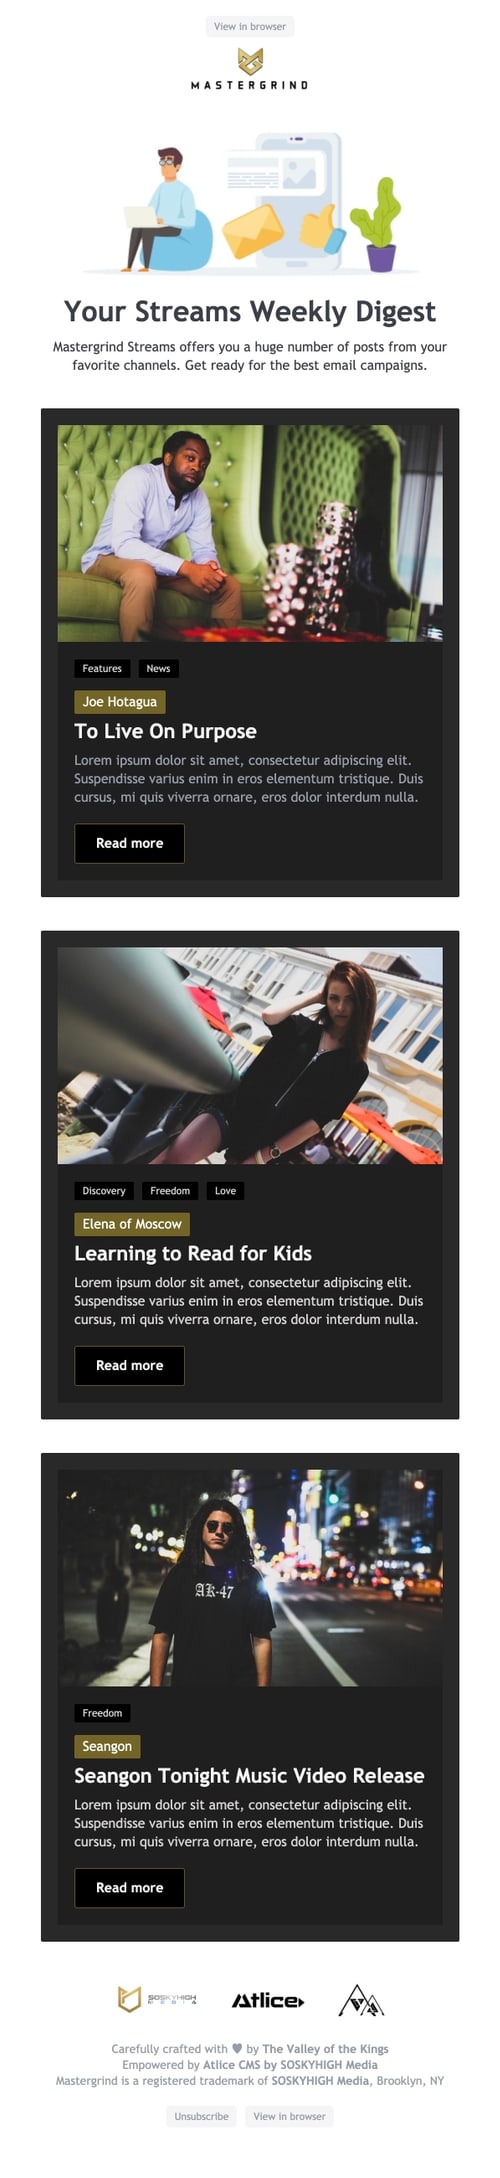 View in browser
MASTERGRIND
Your Streams Weekly Digest
Mastergrind Streams offers you a huge number of posts from your
favorite channels. Get ready for the best email campaigns.
Features News
Joe Hotagua
To Live On Purpose
Lorem ipsum dolor sit amet, consectetur adipiscing elit.
Suspendisse varius enim in eros elementum tristique. Duis
cursus, mi quis viverra ornare, eros dolor interdum nulla.
Read more
Discovery Freedom Love
Elena of Moscow
Learning to Read for Kids
Lorem ipsum dolor sit amet, consectetur adipiscing elit.
Suspendisse varius enim in eros elementum tristique. Duis
cursus, mi quis viverra ornare, eros dolor interdum nulla.
Read more
AK-47
Freedom
Seangon
Seangon Tonight Music Video Release
Lorem ipsum dolor sit amet, consectetur adipiscing elit.
Suspendisse varius enim in eros elementum tristique. Duis
cursus, mi quis viverra ornare, eros dolor interdum nulla.
Read more
SOSKYHIGH
MEDIA
Atlice
Carefully crafted with ♥ by The Valley of the Kings
Empowered by Atlice CMS by SOSKYHIGH Media
Mastergrind is a registered trademark of SOSKYHIGH Media, Brooklyn, NY
Unsubscribe View in browser